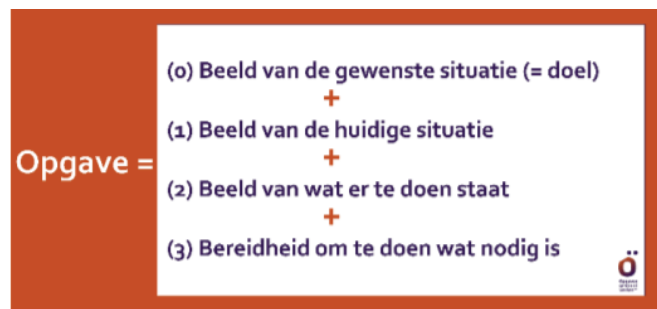 Opgave =
(0) Beeld van de gewenste situatie (= doel)
+
(1) Beeld van de huidige situatie
+
(2) Beeld van wat er te doen staat
+
(3) Bereidheid om te doen wat nodig is
Ö